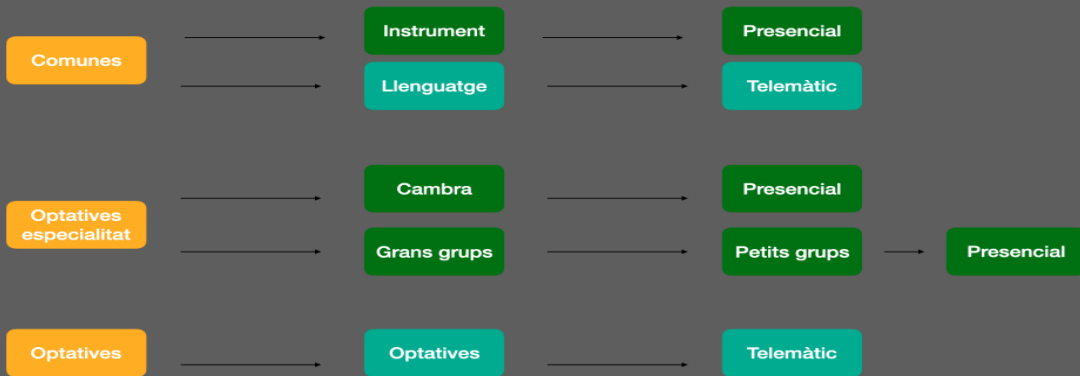 Comunes
Instrument
Presencial
Llenguatge
Telemàtic
Optatives
especialitat
Cambra
Presencial
Grans grups
Petits grups
Presencial
Optatives
Optatives
Telemàtic